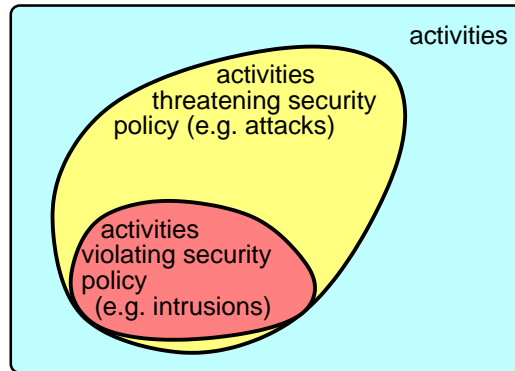 activities
activities
threatening security
policy (e.g. attacks)
activities
violating security
policy
(e.g. intrusions)